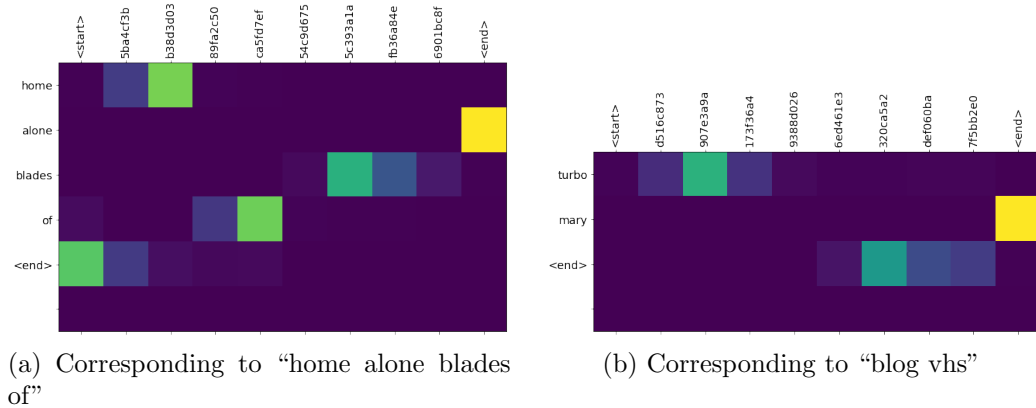 <start> 5ba4cf3b b38d3d03 89fa2c50 ca5fd7ef 54c9d675 5c393a1a fb36a84e 6901bc8f <end>
home
alone
blades
of
<end>
(a) Corresponding to “home alone blades
of”
<start> d516c873 907e3a9a 173f36a4 9388d026 6ed461e3 320ca5a2 def060ba 7f5bb2e0 <end>
turbo
mary
<end>
(b) Corresponding to “blog vhs”